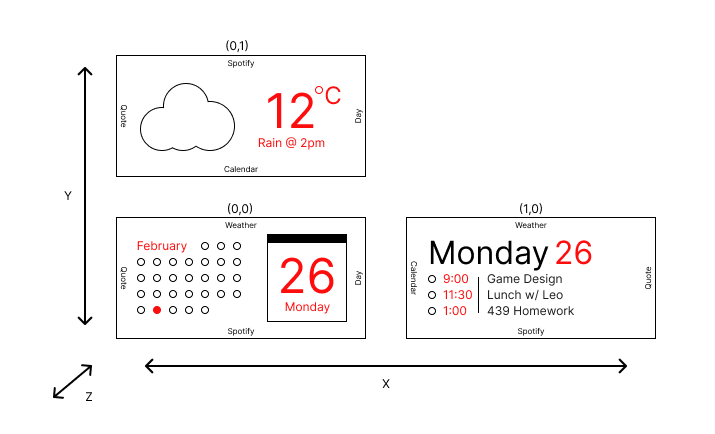 (0,1)
Spotify
Quote
12°C
Rain @ 2pm
Day
Calendar
Y
(0,0)
Weather
Quote
February
26
Monday
Day
Spotify
(1,0)
Weather
Calendar
Monday 26
9:00 Game Design
11:30 Lunch w/ Leo
1:00 439 Homework
Quote
Spotify
X
Z